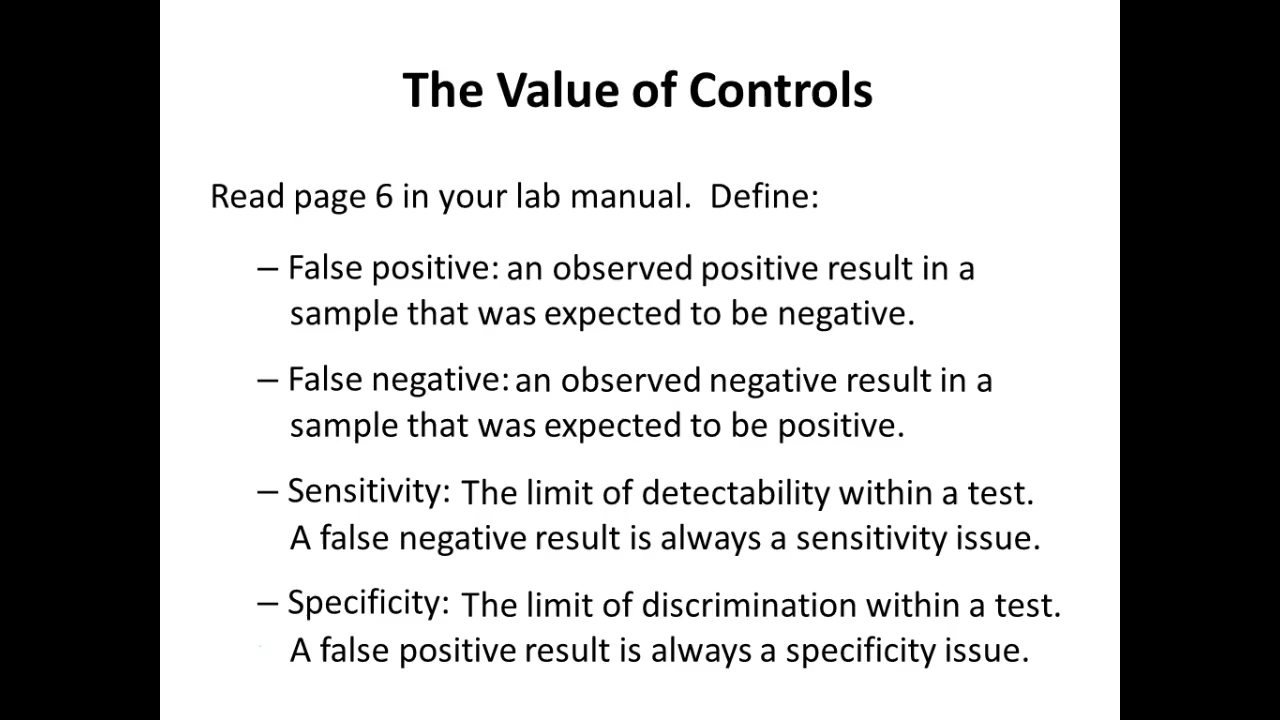 The Value of Controls
Read page 6 in your lab manual.  Define:
– False positive: an observed positive result in a
sample that was expected to be negative.
– False negative: an observed negative result in a
sample that was expected to be positive.
– Sensitivity: The limit of detectability within a test.
A false negative result is always a sensitivity issue.
– Specificity: The limit of discrimination within a test.
A false positive result is always a specificity issue.